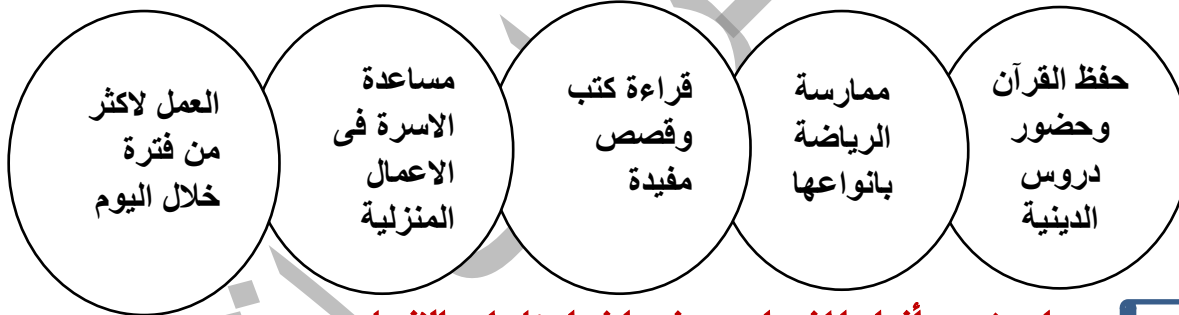 حفظ القرآن
وحضور
دروس
الدينية
ممارسة
الرياضة
بانواعها
قراءة كتب
وقصص
مفيدة
مساعدة
الاسرة فى
الاعمال
المنزلية
العمل لاكثر
من فترة
خلال اليوم